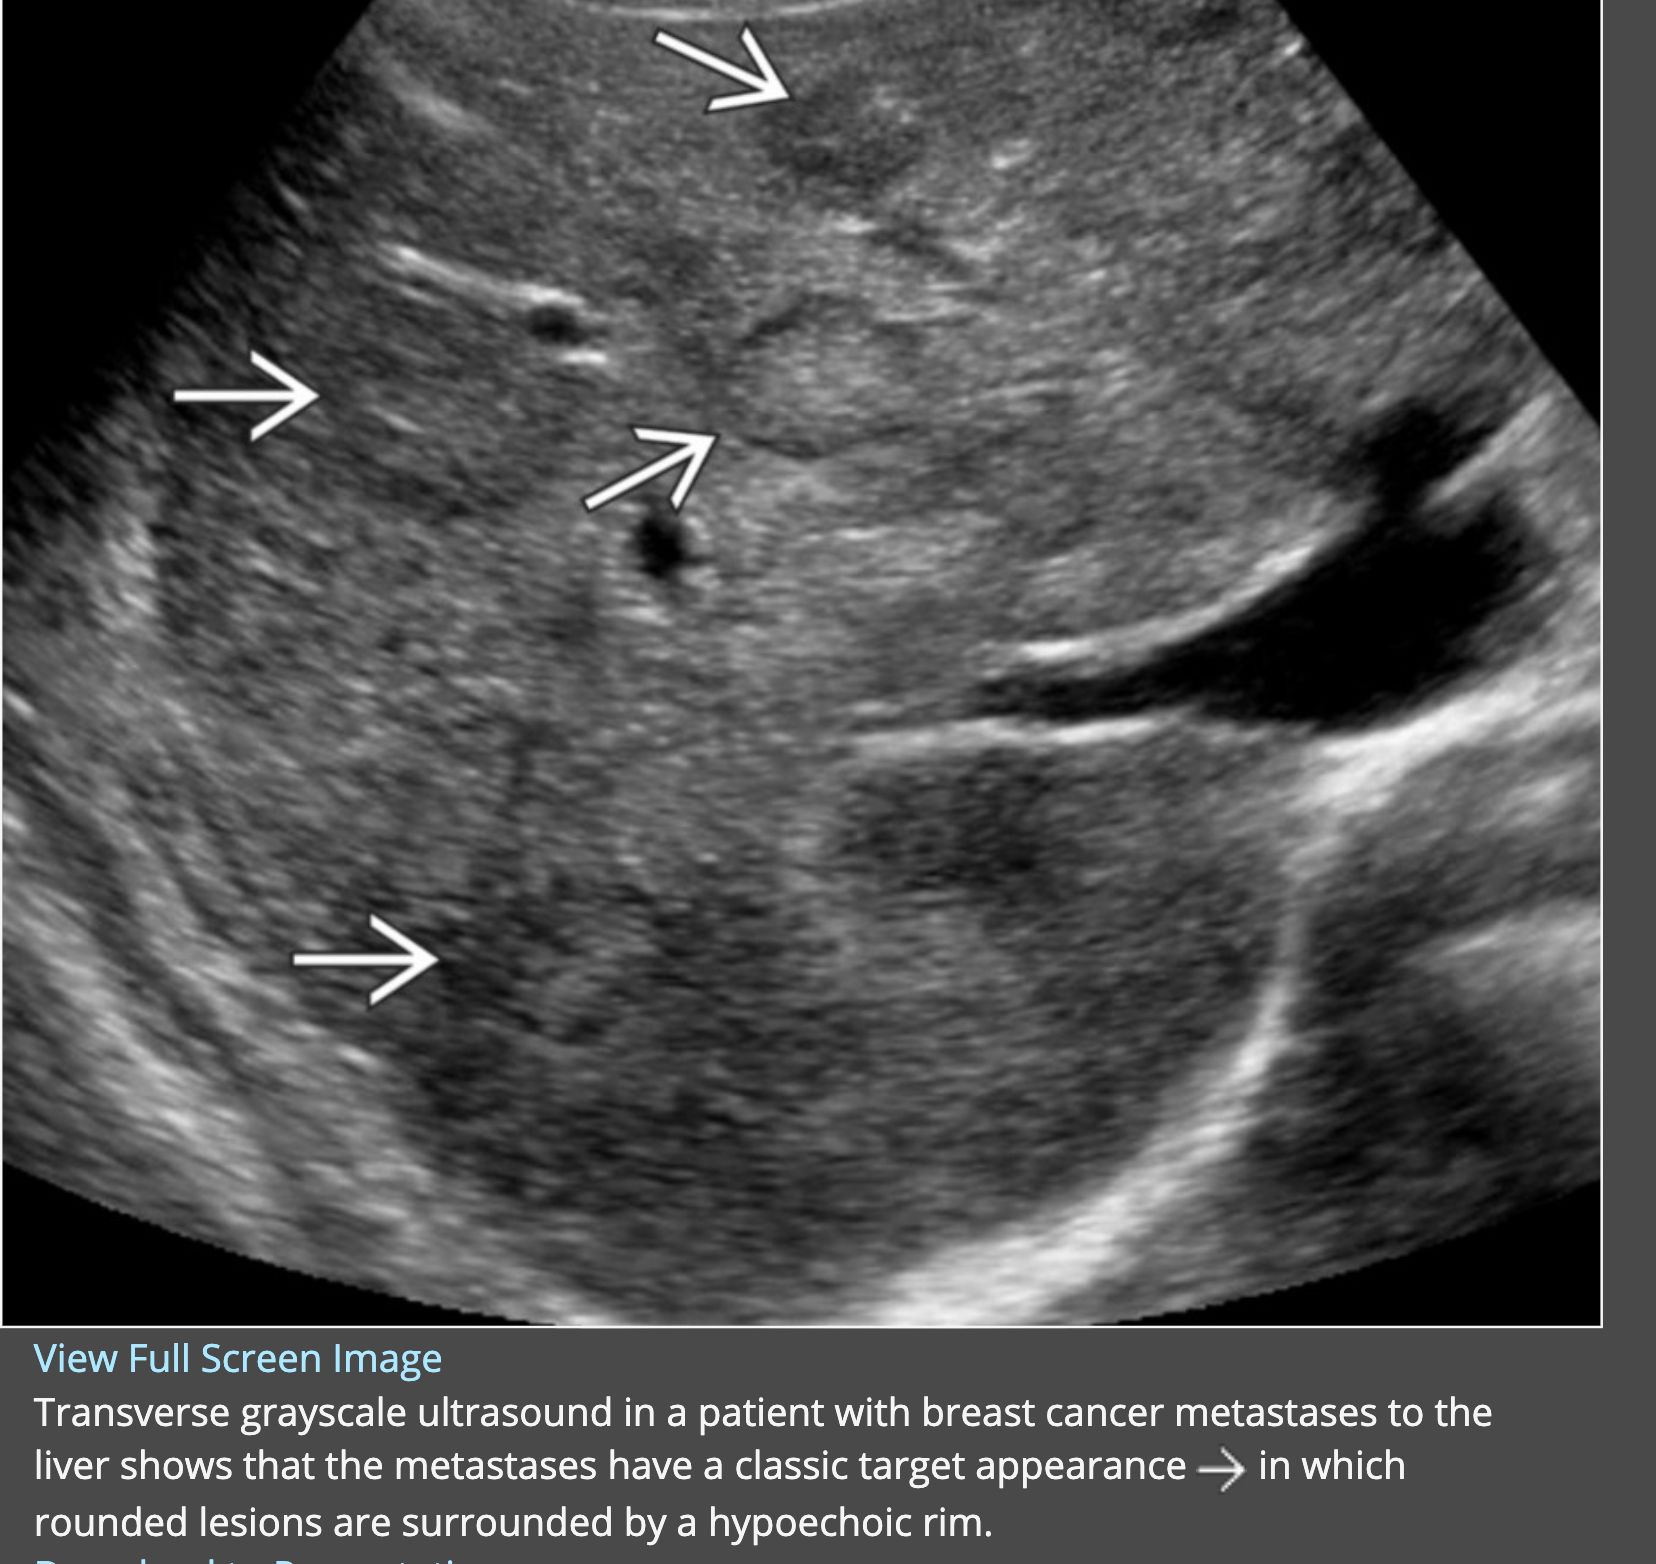 View Full Screen Image
Transverse grayscale ultrasound in a patient with breast cancer metastases to the
liver shows that the metastases have a classic target appearance → in which
rounded lesions are surrounded by a hypoechoic rim.